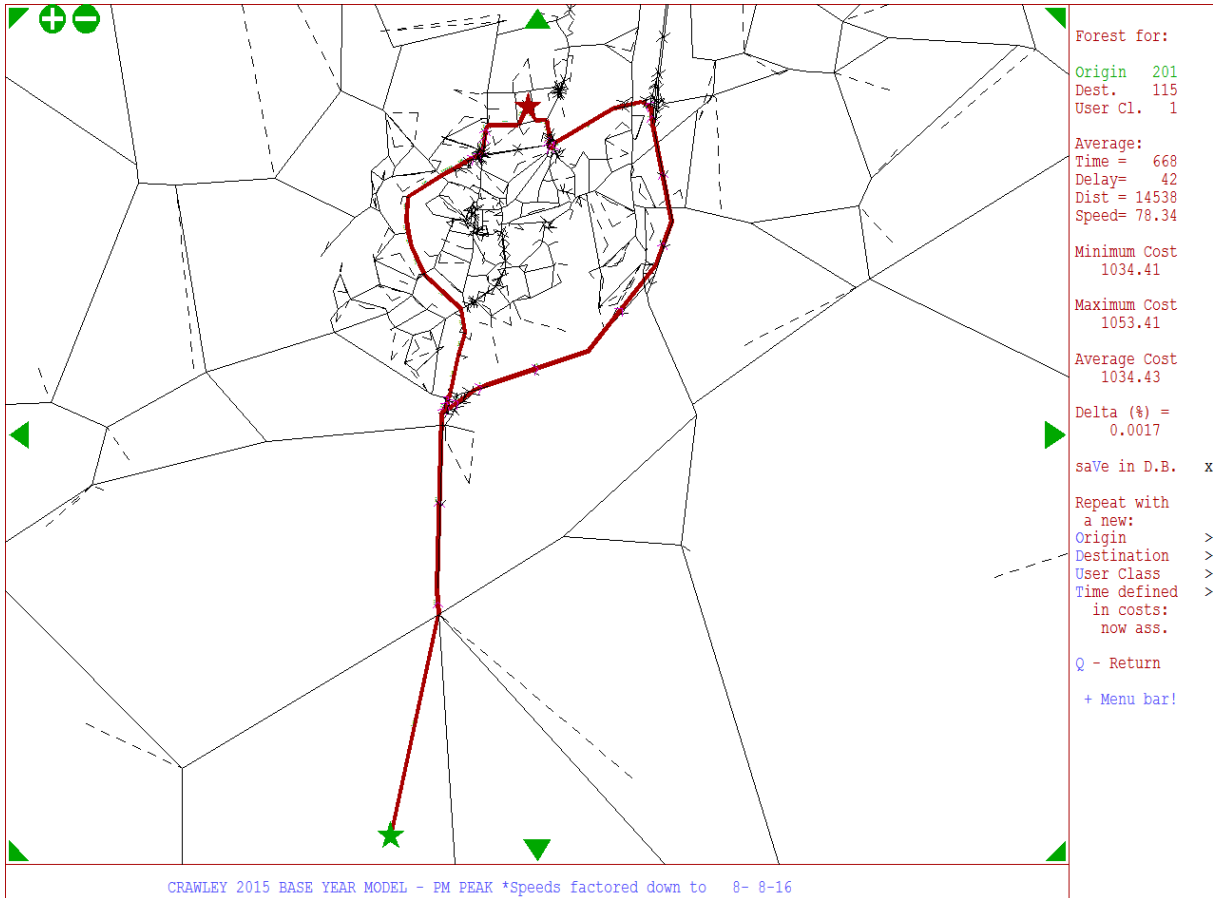 Forest for:
Origin 201
Dest. 115
User Cl. 1
Average:
Time = 668
Delay= 42
Dist = 14538
Speed= 78.34
Minimum Cost
1034.41
Maximum Cost
1053.41
Average Cost
1034.43
Delta (%) =
0.0017
saVe in D.B. x
Repeat with
a new:
Origin >
Destination >
User Class >
Time defined >
in costs:
now ass.
Q - Return
+ Menu bar!
CRAWLEY 2015 BASE YEAR MODEL - PM PEAK *Speeds factored down to 8- 8-16